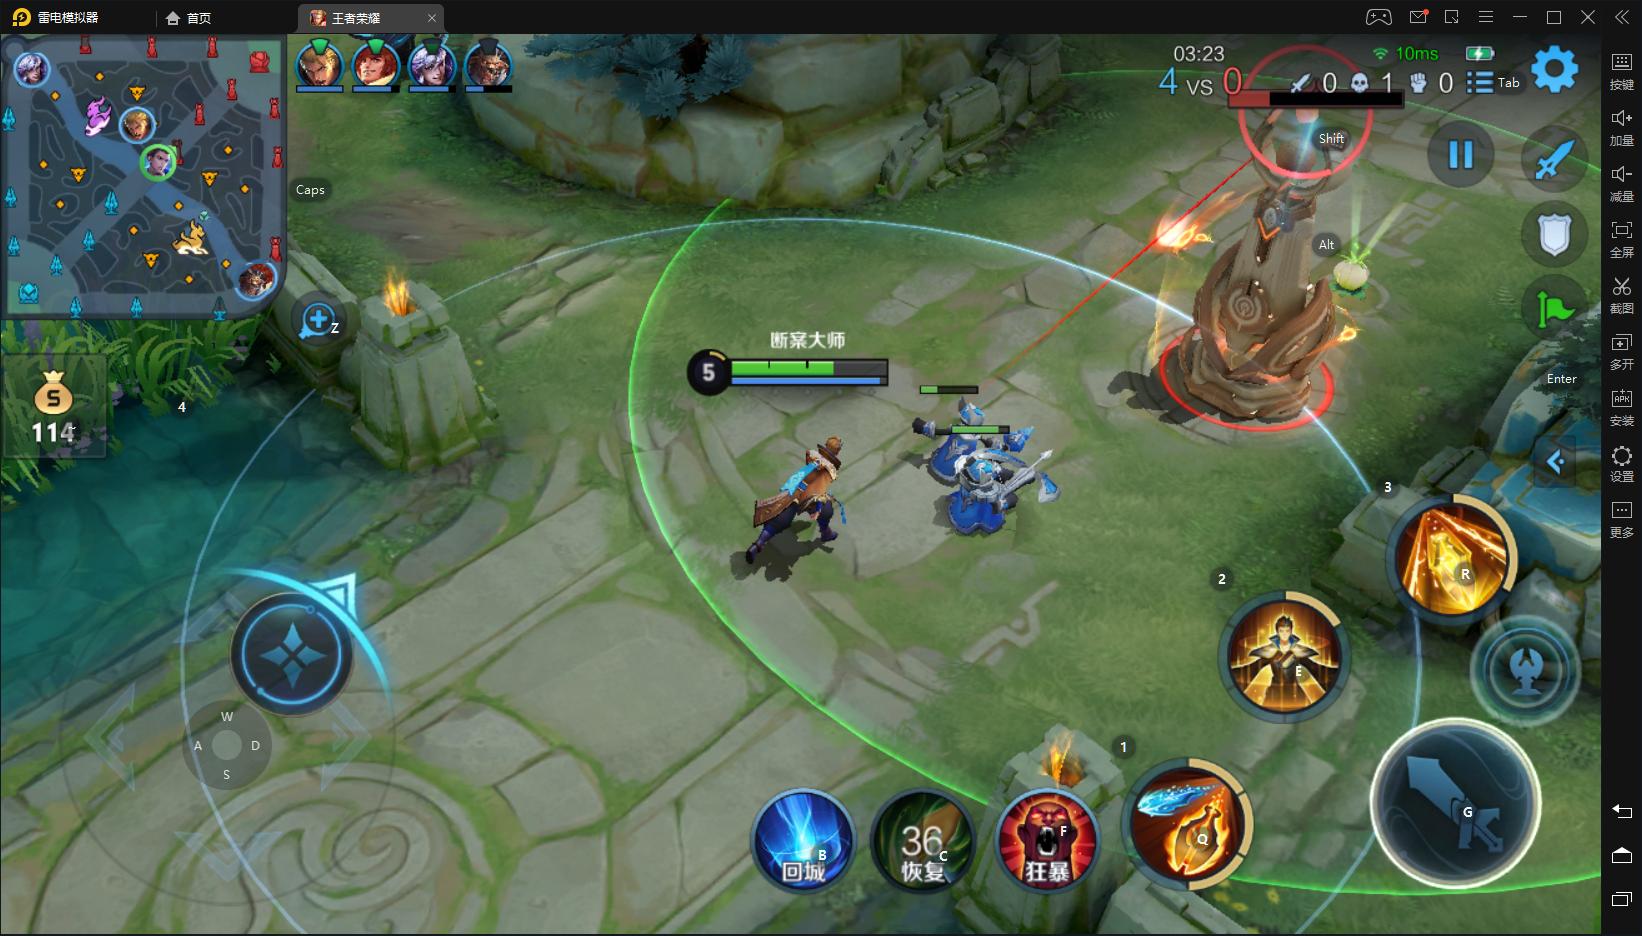 雷电模拟器
首页
王者荣耀
03:23
10ms
4 VS 0
0
1
0
Tab
按键
加量
减量
全屏
截图
多开
安装
设置
更多
Shift
Caps
Alt
Z
Enter
断案大师
5
114
4
3
R
2
E
W
A
D
S
1
Q
G
F
狂暴
36
C
恢复
B
回城
APK